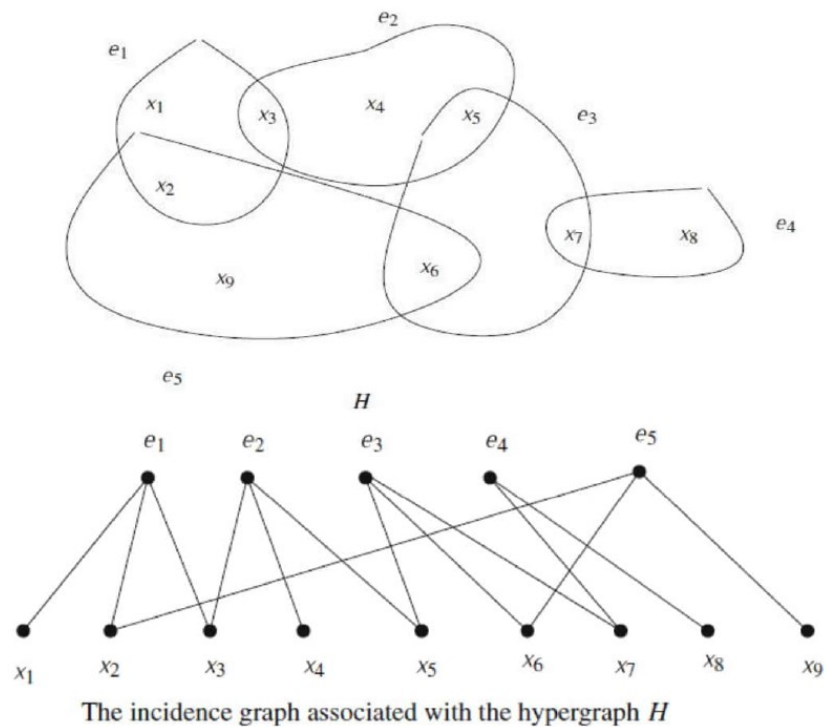 e2
e1
x1 x3 x4 x5 e3
x2
x7 x8 e4
x9 x6
e5
H
e1 e2 e3 e4 e5
x1 x2 x3 x4 x5 x6 x7 x8 x9
The incidence graph associated with the hypergraph H